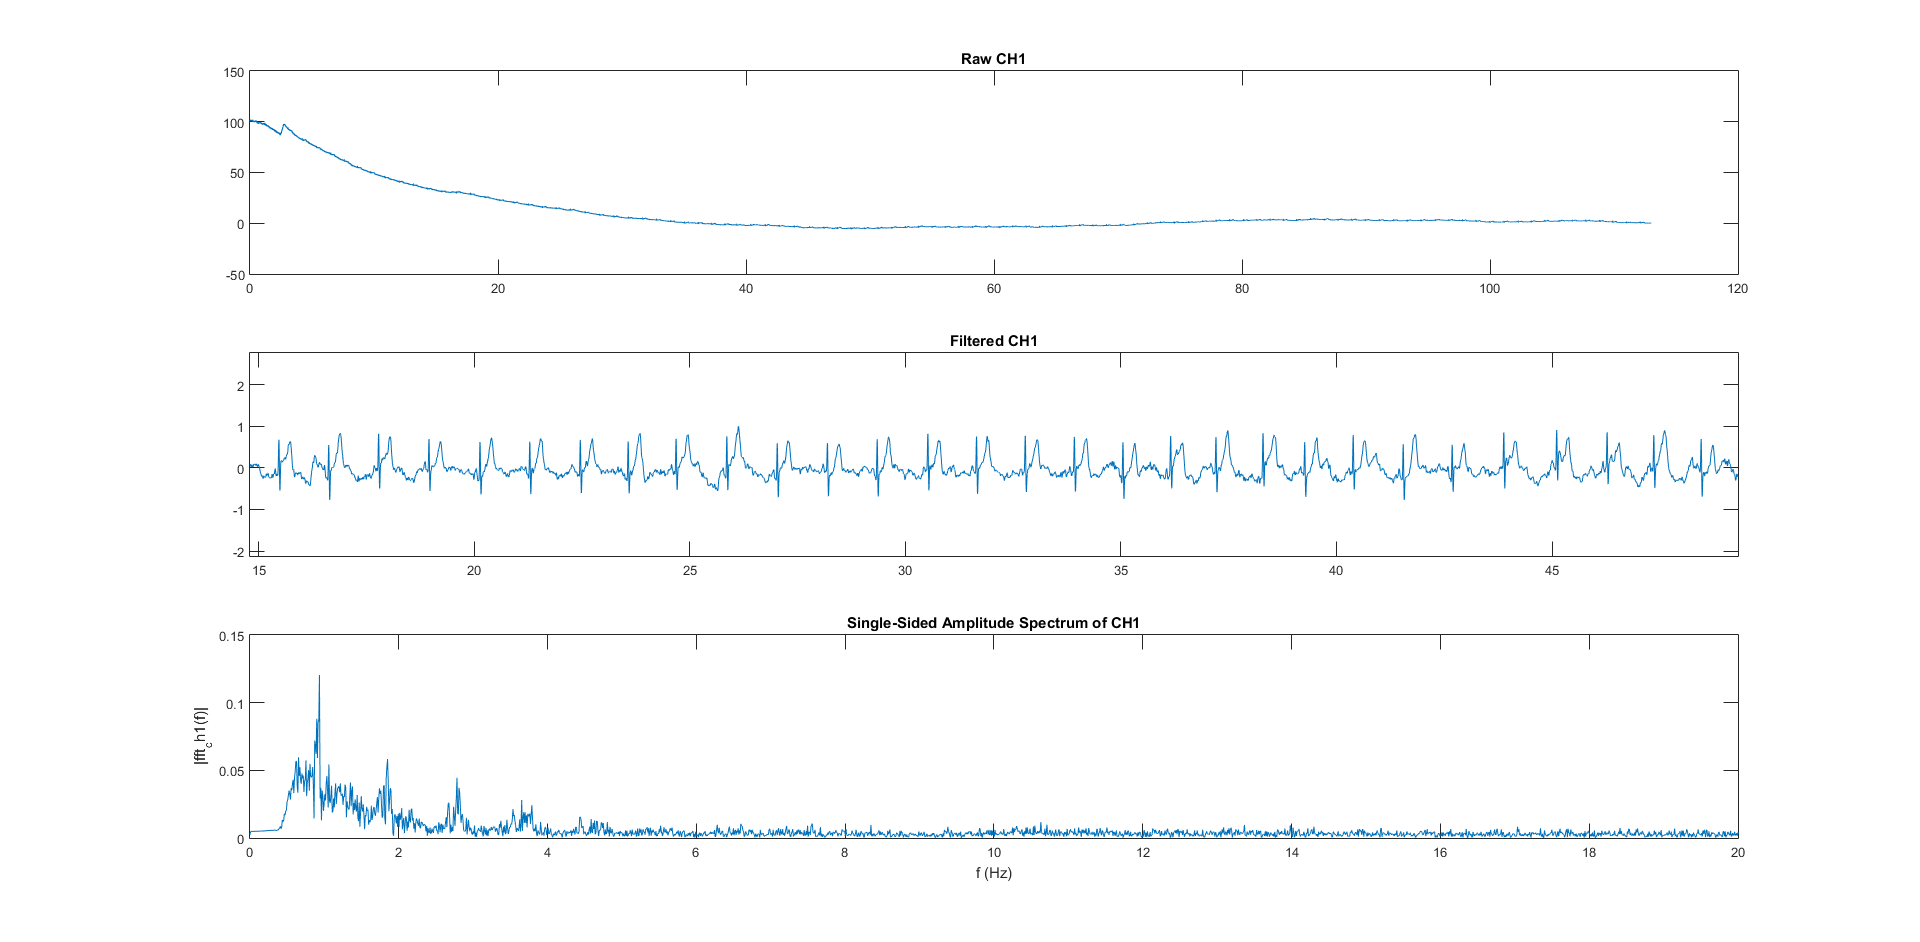 Raw CH1
150
100
50
0
-50
0 20 40 60 80 100 120
Filtered CH1
2
1
0
-1
-2
15 20 25 30 35 40 45
Single-Sided Amplitude Spectrum of CH1
0.15
0.1
0.05
0
|fft_ch1(f)|
0 2 4 6 8 10 12 14 16 18 20
f (Hz)